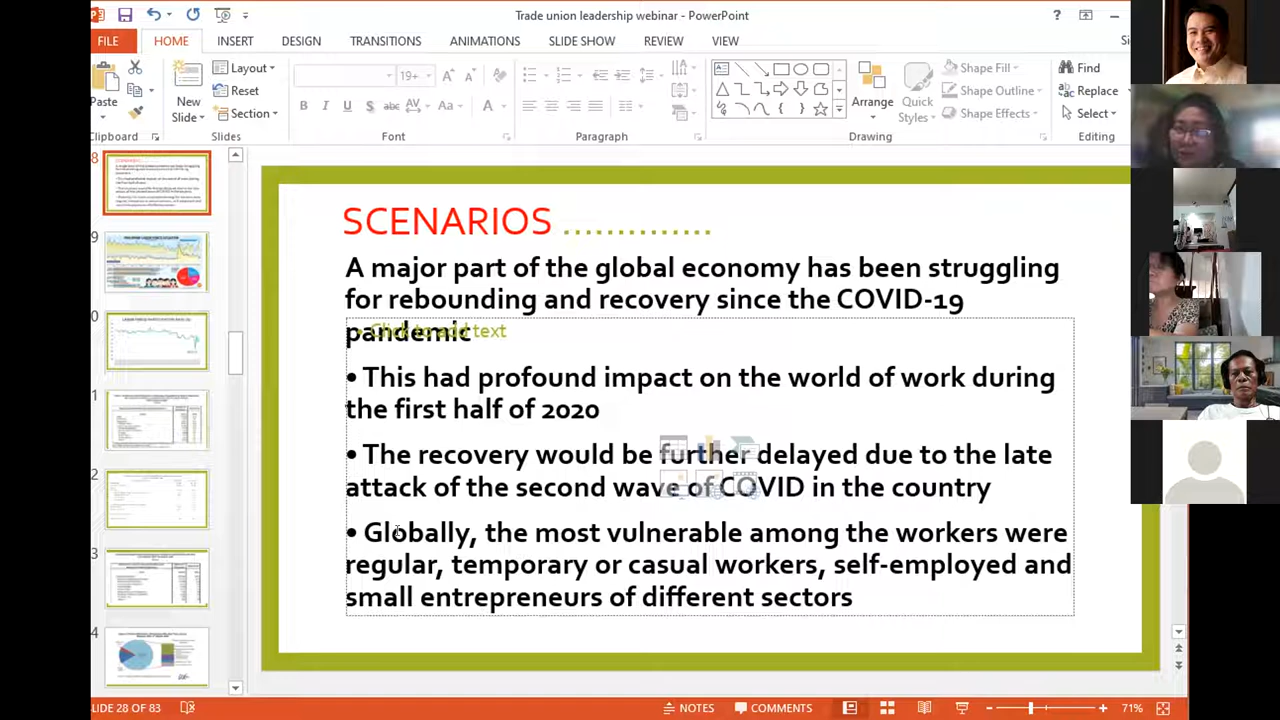 Trade union leadership webinar - PowerPoint
FILE
HOME
INSERT
DESIGN
TRANSITIONS
ANIMATIONS
SLIDE SHOW
REVIEW
VIEW
Paste
New
Slide
Layout
Reset
Section
19+
Arrange
Quick
Styles
Shape Fill
Shape Outline
Shape Effects
Find
Replace
Select
Clipboard
Slides
Font
Paragraph
Drawing
Editing
SCENARIOS ..............
A major part of the global economy has been struggling
for rebounding and recovery since the COVID-19
pandemic
• Click to add text
• This had profound impact on the world of work during
the first half of 2020
• The recovery would be further delayed due to the late
attack of the second wave of COVID in the country
• Globally, the most vulnerable among the workers were
regular, temporary or casual workers, self-employed and
small entrepreneurs of different sectors
SLIDE 28 OF 83
NOTES
COMMENTS
71%